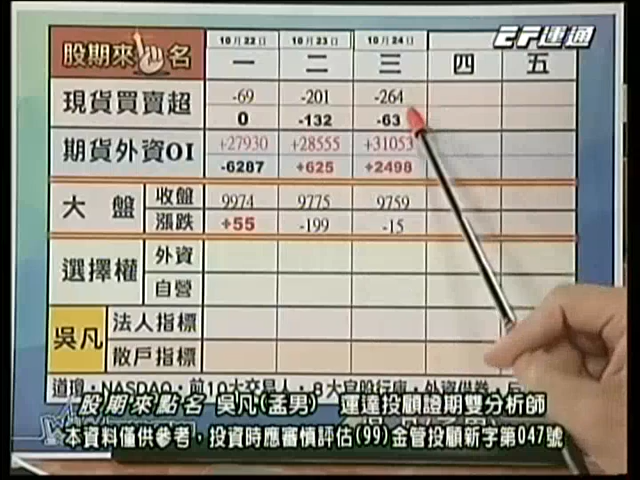 10月22日 10月23日 10月24日 EF運通
股期來 名 一 二 三 四 五
現貨買賣超 -69 -201 -264
0 -132 -63
期貨外資OI +27930 +28555 +31053
-6287 +625 +2498
大盤 收盤 9974 9775 9759
漲跌 +55 -199 -15
選擇權 外資
自營
吳凡 法人指標
散戶指標
道瓊·NASDAQ·前10大交易人·8大官股行庫·外資借券·
股期來點名 吳凡(孟男) 運達投顧證期雙分析師
本資料僅供參考，投資時應審慎評估(99)金管投顧新字第047號